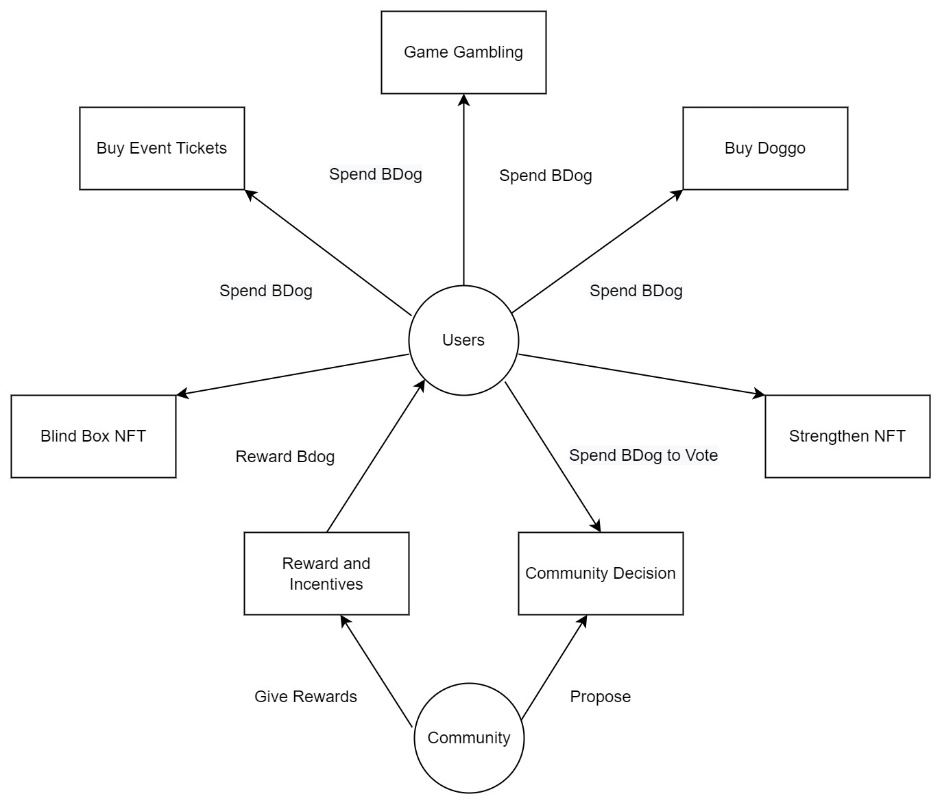 Game Gambling
Buy Event Tickets
Buy Doggo
Spend BDog
Spend BDog
Spend BDog
Spend BDog
Users
Blind Box NFT
Strengthen NFT
Reward Bdog
Spend BDog to Vote
Reward and
Incentives
Community Decision
Give Rewards
Propose
Community